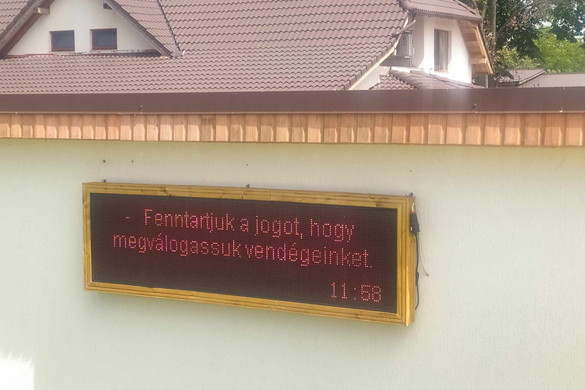 - Fenntartjuk a jogot, hogy
megválogassuk vendégeinket.
11:58